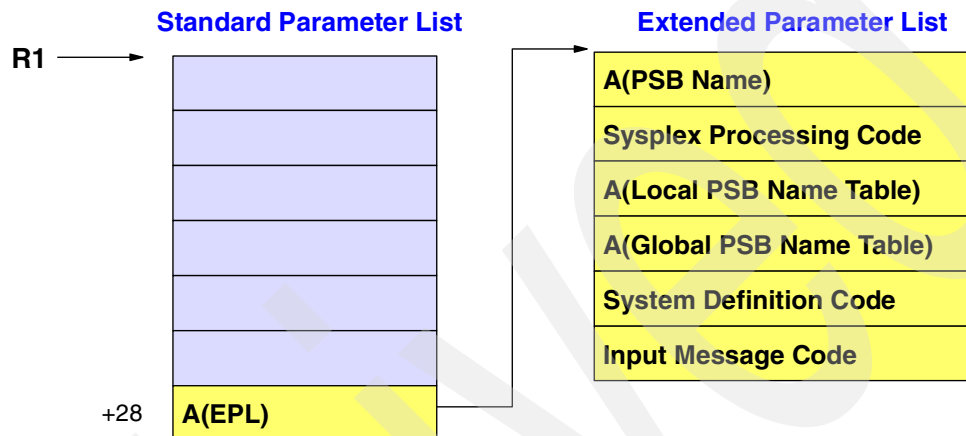 Standard Parameter List
Extended Parameter List
R1
A(PSB Name)
Sysplex Processing Code
A(Local PSB Name Table)
A(Global PSB Name Table)
System Definition Code
Input Message Code
+28
A(EPL)